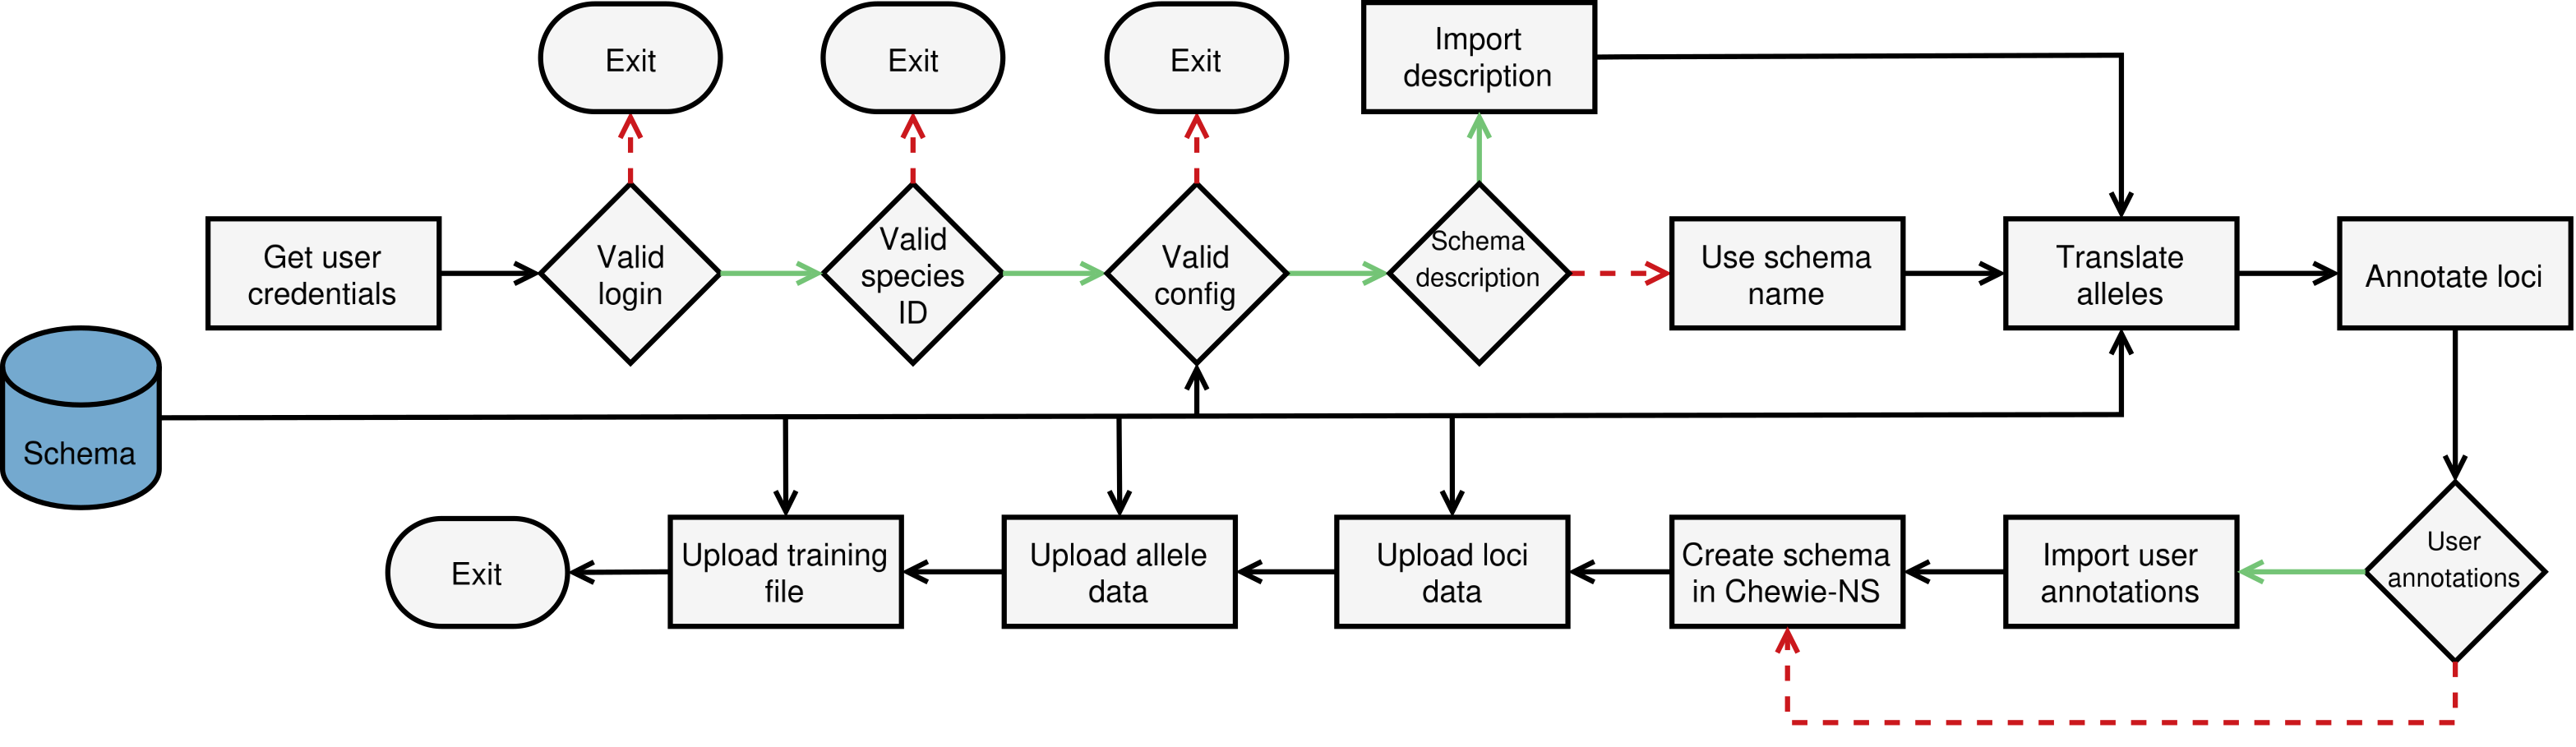 Exit
Exit
Exit
Import
description
Get user
credentials
Valid
login
Valid
species
ID
Valid
config
Schema
description
Use schema
name
Translate
alleles
Annotate loci
Schema
Exit
Upload training
file
Upload allele
data
Upload loci
data
Create schema
in Chewie-NS
Import user
annotations
User
annotations